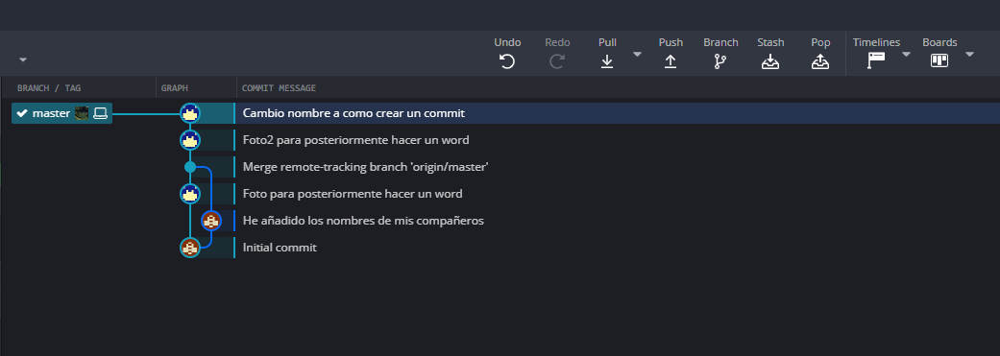 Undo Redo Pull Push Branch Stash Pop Timelines Boards
BRANCH / TAG GRAPH COMMIT MESSAGE
master Cambio nombre a como crear un commit
Foto2 para posteriormente hacer un word
Merge remote-tracking branch 'origin/master'
Foto para posteriormente hacer un word
He añadido los nombres de mis compañeros
Initial commit